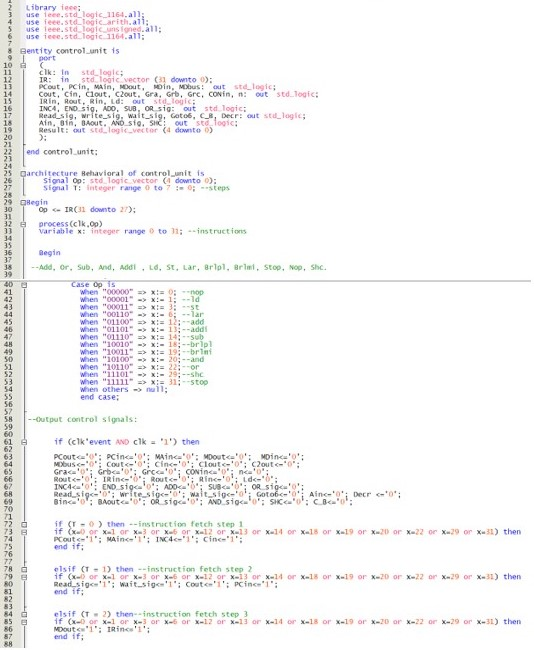 2 Library ieee;
3 use ieee.std_logic_1164.all;
4 use ieee.std_logic_arith.all;
5 use ieee.std_logic_unsigned.all;
6 use ieee.std_logic_1164.all;
7
8 entity control_unit is
9 port
10 (
11 clk: in std_logic;
12 IR: in std_logic_vector (31 downto 0);
13 PCout, PCin, MAin, MDout, MDin, MDbus: out std_logic;
14 Cout, Cin, C1out, C2out, Gra, Grb, Grc, CONin, n: out std_logic;
15 IRin, Rout, Rin, Ld: out std_logic;
16 INC4, END_sig, ADD, SUB, OR_sig: out std_logic;
17 Read_sig, Write_sig, Wait_sig, Goto6, C_B, Decr: out std_logic;
18 Ain, Bin, BAout, AND_sig, SHC: out std_logic;
19 Result: out std_logic_vector (4 downto 0)
20 );
21
22 end control_unit;
23
24
25 architecture Behavioral of control_unit is
26 Signal Op: std_logic_vector (4 downto 0);
27 Signal T: integer range 0 to 7 := 0; --steps
28
29 Begin
30 Op <= IR(31 downto 27);
31
32 process(clk,Op)
33 Variable x: integer range 0 to 31; --instructions
34
35
36 Begin
37
38 --Add, Or, Sub, And, Addi , Ld, St, Lar, Brlpl, Brlmi, Stop, Nop, Shc.
39
40 Case Op is
41 When "00000" => x:= 0; --nop
42 When "00001" => x:= 1; --ld
43 When "00011" => x:= 3; --st
44 When "00110" => x:= 6; --lar
45 When "01100" => x:= 12;--add
46 When "01101" => x:= 13;--addi
47 When "01110" => x:= 14;--sub
48 When "10010" => x:= 18;--brlpl
49 When "10011" => x:= 19;--brlmi
50 When "10100" => x:= 20;--and
51 When "10110" => x:= 22;--or
52 When "11101" => x:= 29;--shc
53 When "11111" => x:= 31;--stop
54 When others => null;
55 end case;
56
57
58 --Output control signals:
59
60
61 if (clk'event AND clk = '1') then
62
63 PCout<='0'; PCin<='0'; MAin<='0'; MDout<='0'; MDin<='0';
64 MDbus<='0'; Cout<='0'; Cin<='0'; C1out<='0'; C2out<='0';
65 Gra<='0'; Grb<='0'; Grc<='0'; CONin<='0'; n<='0';
66 Rout<='0'; IRin<='0'; Rout<='0'; Rin<='0'; Ld<='0';
67 INC4<='0'; END_sig<='0'; ADD<='0'; SUB<='0'; OR_sig<='0';
68 Read_sig<='0'; Write_sig<='0'; Wait_sig<='0'; Goto6<='0'; Ain<='0'; Decr <='0';
69 Bin<='0'; BAout<='0'; OR_sig<='0'; AND_sig<='0'; SHC<='0'; C_B<='0';
70
71
72 if (T = 0 ) then --instruction fetch step 1
73 if (x=0 or x=1 or x=3 or x=6 or x=12 or x=13 or x=14 or x=18 or x=19 or x=20 or x=22 or x=29 or x=31) then
74 PCout<='1'; MAin<='1'; INC4<='1'; Cin<='1';
75 end if;
76
77
78 elsif (T = 1) then --instruction fetch step 2
79 if (x=0 or x=1 or x=3 or x=6 or x=12 or x=13 or x=14 or x=18 or x=19 or x=20 or x=22 or x=29 or x=31) then
80 Read_sig<='1'; Wait_sig<='1'; Cout<='1'; PCin<='1';
81 end if;
82
83
84 elsif (T = 2) then--instruction fetch step 3
85 if (x=0 or x=1 or x=3 or x=6 or x=12 or x=13 or x=14 or x=18 or x=19 or x=20 or x=22 or x=29 or x=31) then
86 MDout<='1'; IRin<='1';
87 end if;
88